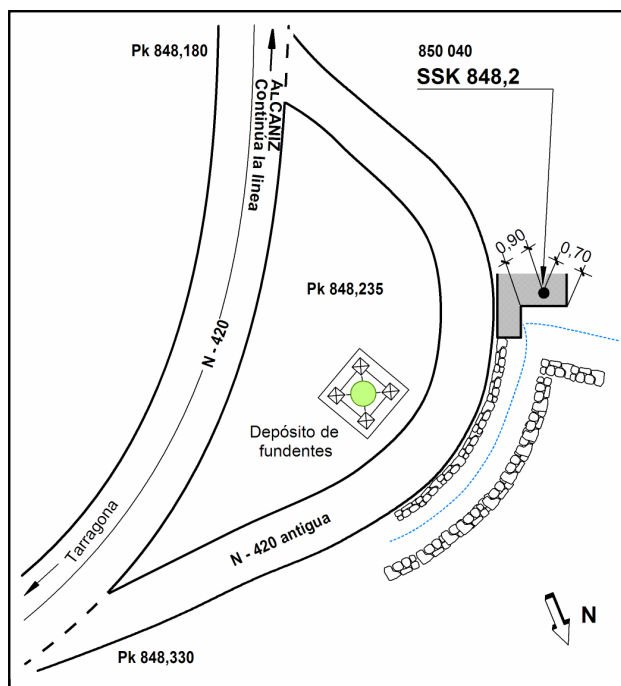 Pk 848,180
850 040
SSK 848,2
ALCAÑIZ
Continúa la linea
0,90
0,70
Pk 848,235
N - 420
Depósito de
fundentes
Tarragona
N - 420 antigua
N
Pk 848,330